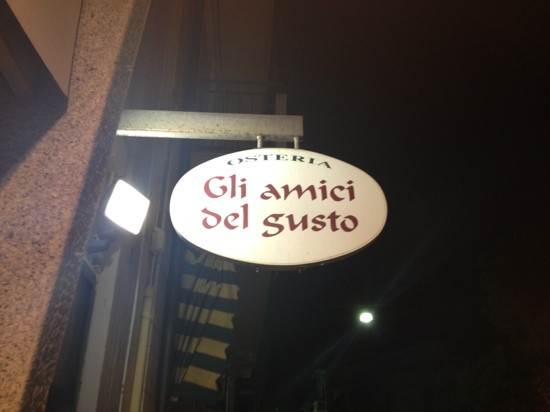 OSTERIA
Gli amici
del gusto